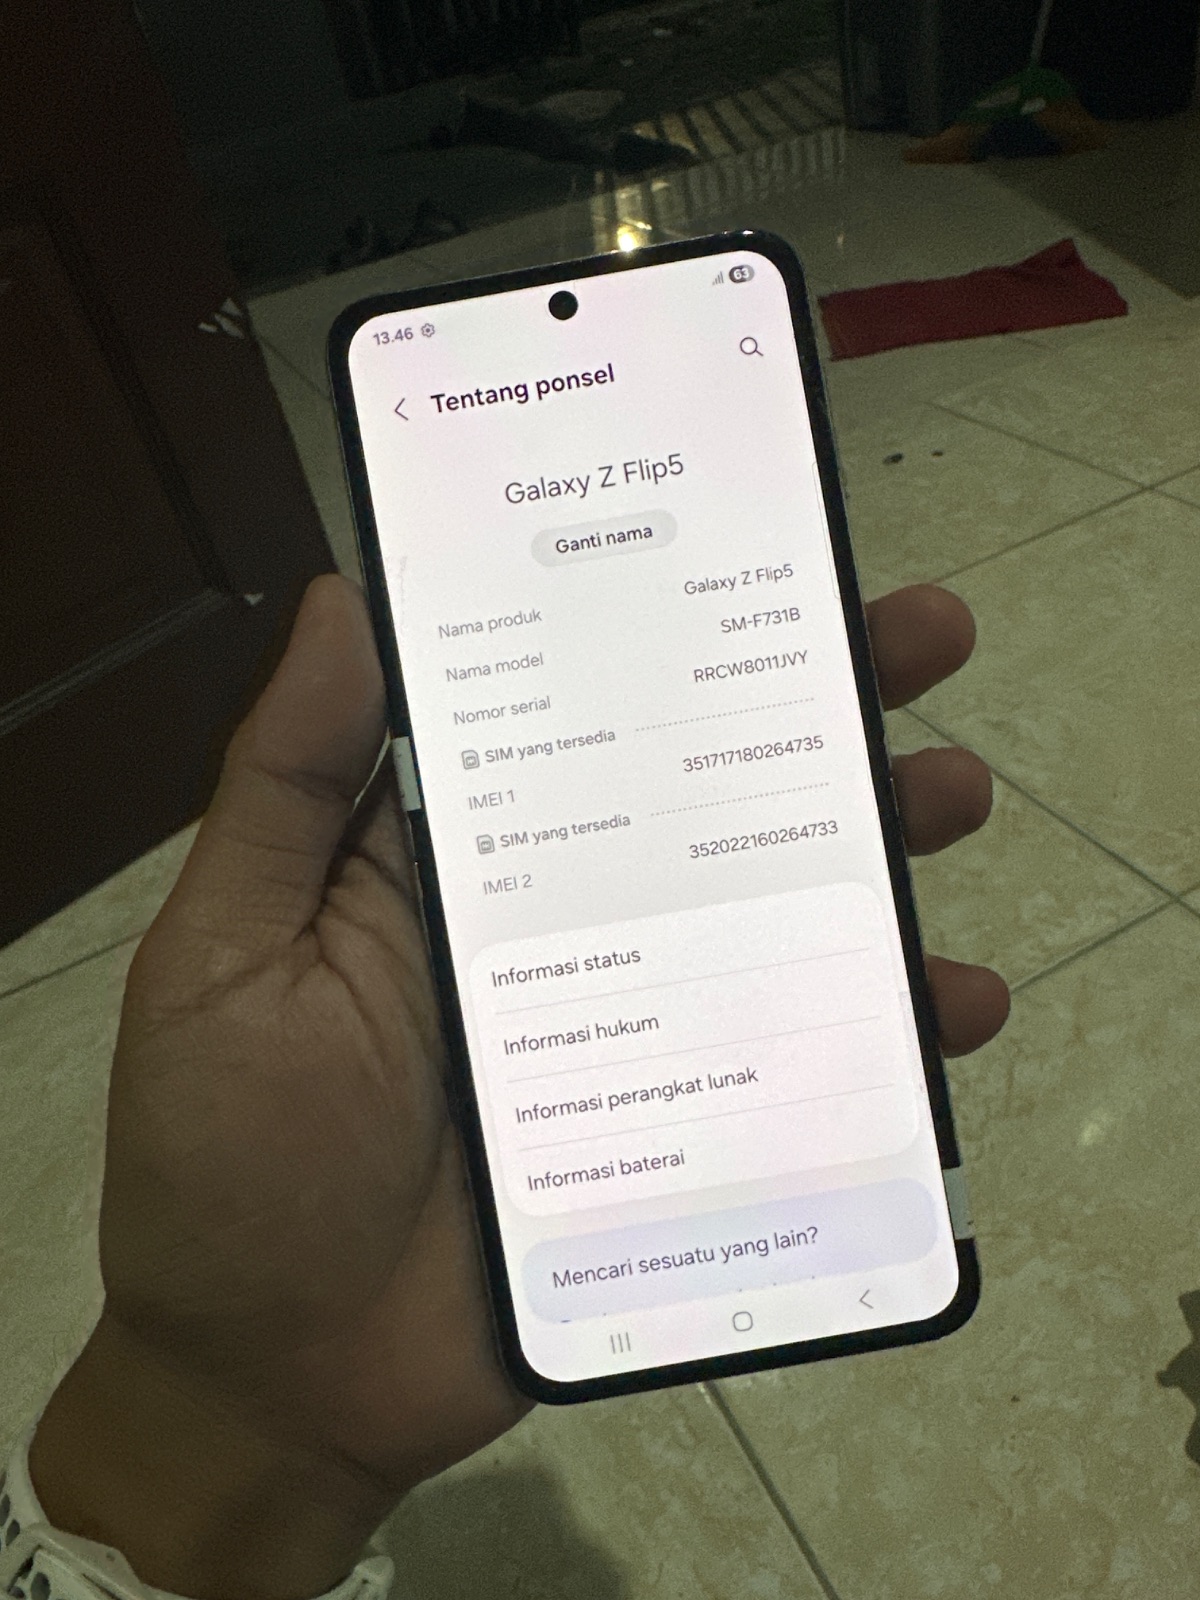 13.46
63
Tentang ponsel
Galaxy Z Flip5
Ganti nama
Nama produk Galaxy Z Flip5
Nama model SM-F731B
Nomor serial RRCW8011JVY
SIM yang tersedia
IMEI 1 351717180264735
SIM yang tersedia
IMEI 2 352022160264733
Informasi status
Informasi hukum
Informasi perangkat lunak
Informasi baterai
Mencari sesuatu yang lain?